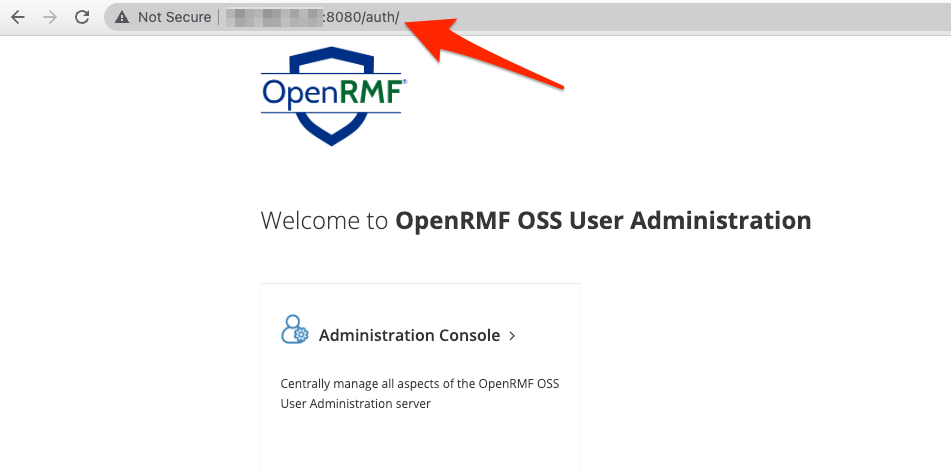 Not Secure
:8080/auth/
OpenRMF®
Welcome to OpenRMF OSS User Administration
Administration Console
Centrally manage all aspects of the OpenRMF OSS
User Administration server